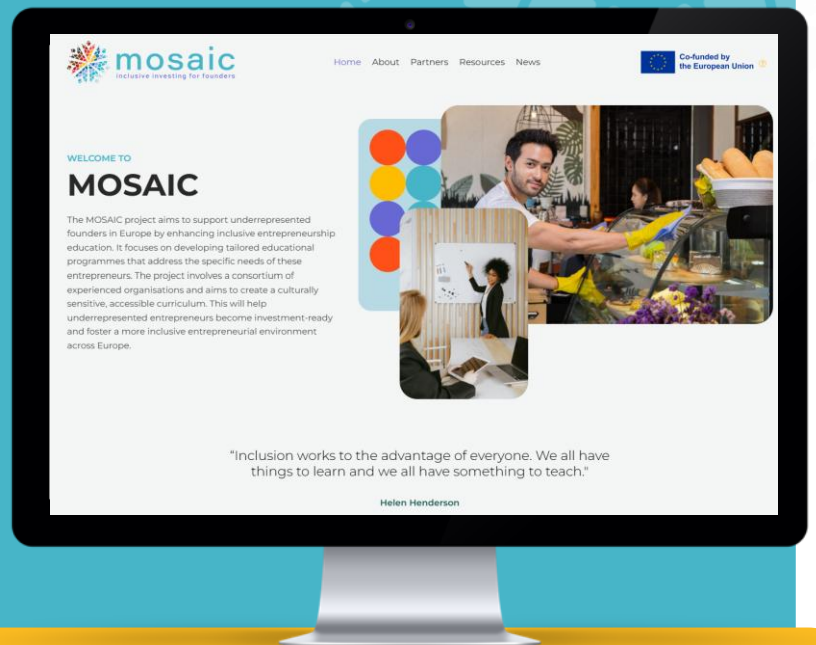 mosaic
inclusive investing for founders
Home About Partners Resources News
Co-funded by
the European Union
WELCOME TO
MOSAIC
The MOSAIC project aims to support underrepresented
founders in Europe by enhancing inclusive entrepreneurship
education. It focuses on developing tailored educational
programmes that address the specific needs of these
entrepreneurs. The project involves a consortium of
experienced organisations and aims to create a culturally
sensitive, accessible curriculum. This will help
underrepresented entrepreneurs become investment-ready
and foster a more inclusive entrepreneurial environment
across Europe.
“Inclusion works to the advantage of everyone. We all have
things to learn and we all have something to teach."
Helen Henderson